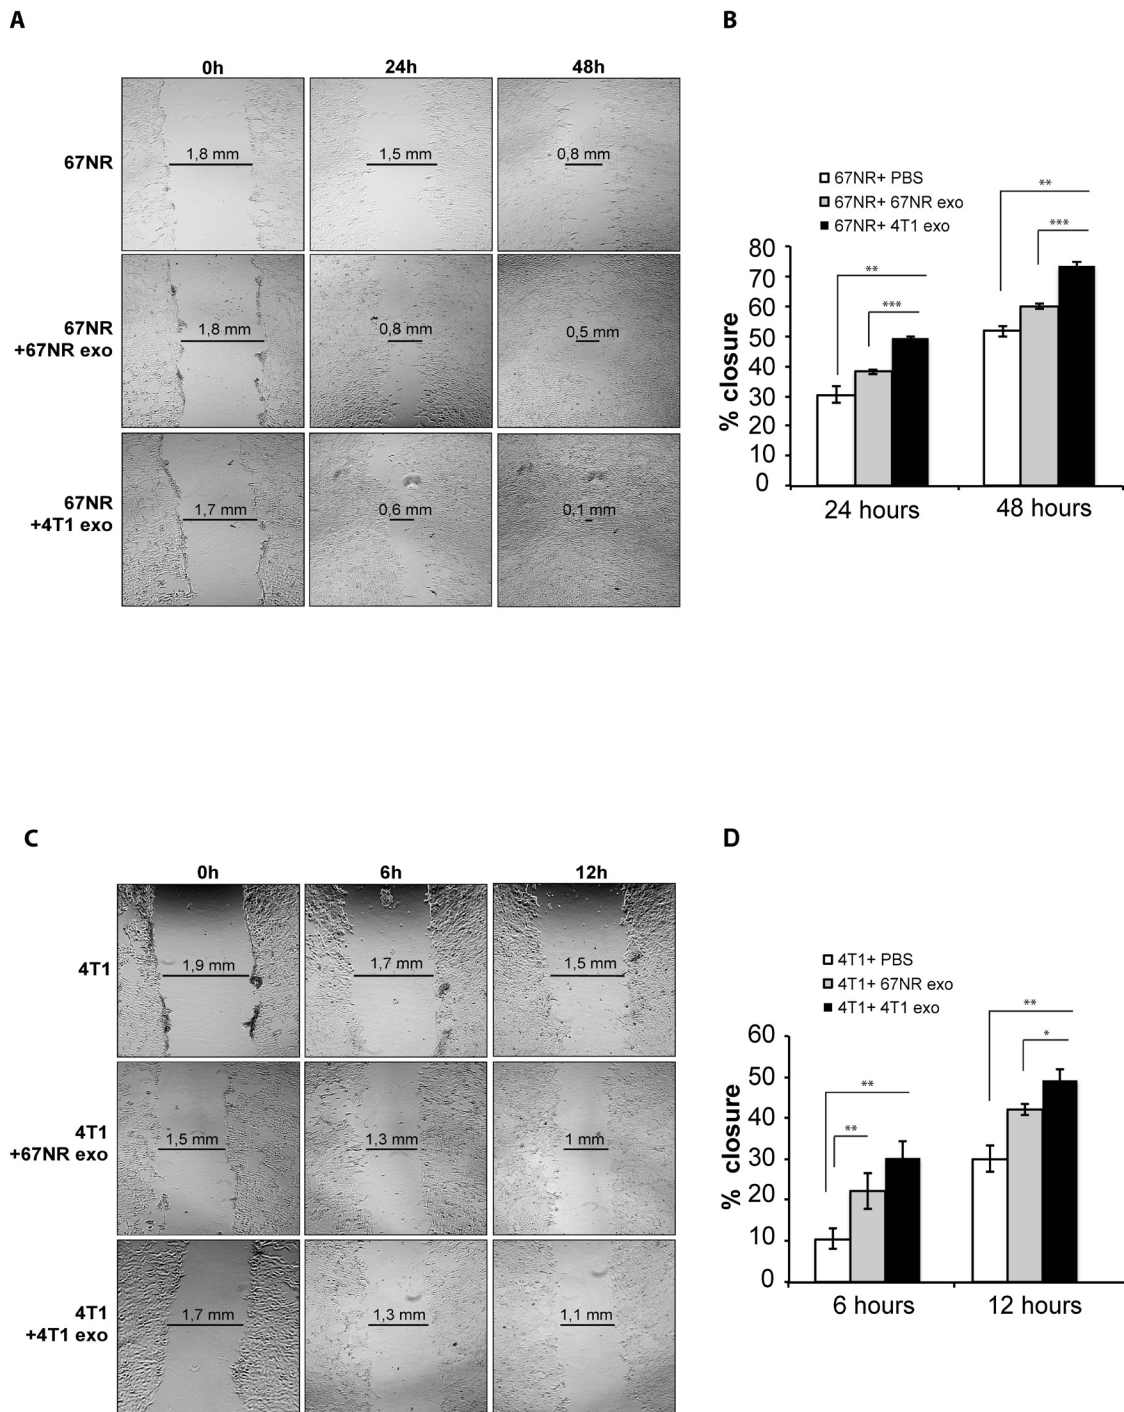 A
0h
24h
48h
67NR
1,8 mm
1,5 mm
0,8 mm
67NR
+67NR exo
1,8 mm
0,8 mm
0,5 mm
67NR
+4T1 exo
1,7 mm
0,6 mm
0,1 mm
B
67NR+ PBS
67NR+ 67NR exo
67NR+ 4T1 exo
**
***
**
***
% closure
80
70
60
50
40
30
20
10
0
24 hours
48 hours
C
0h
6h
12h
4T1
1,9 mm
1,7 mm
1,5 mm
4T1
+67NR exo
1,5 mm
1,3 mm
1 mm
4T1
+4T1 exo
1,7 mm
1,3 mm
1,1 mm
D
4T1+ PBS
4T1+ 67NR exo
4T1+ 4T1 exo
**
*
**
**
% closure
60
50
40
30
20
10
0
6 hours
12 hours